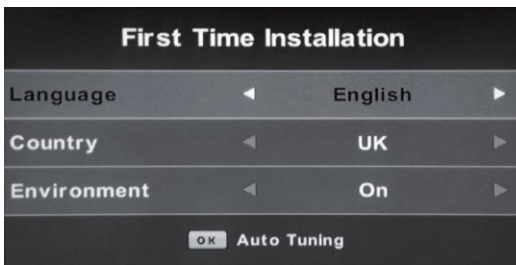 First Time Installation
Language English
Country UK
Environment On
OK Auto Tuning